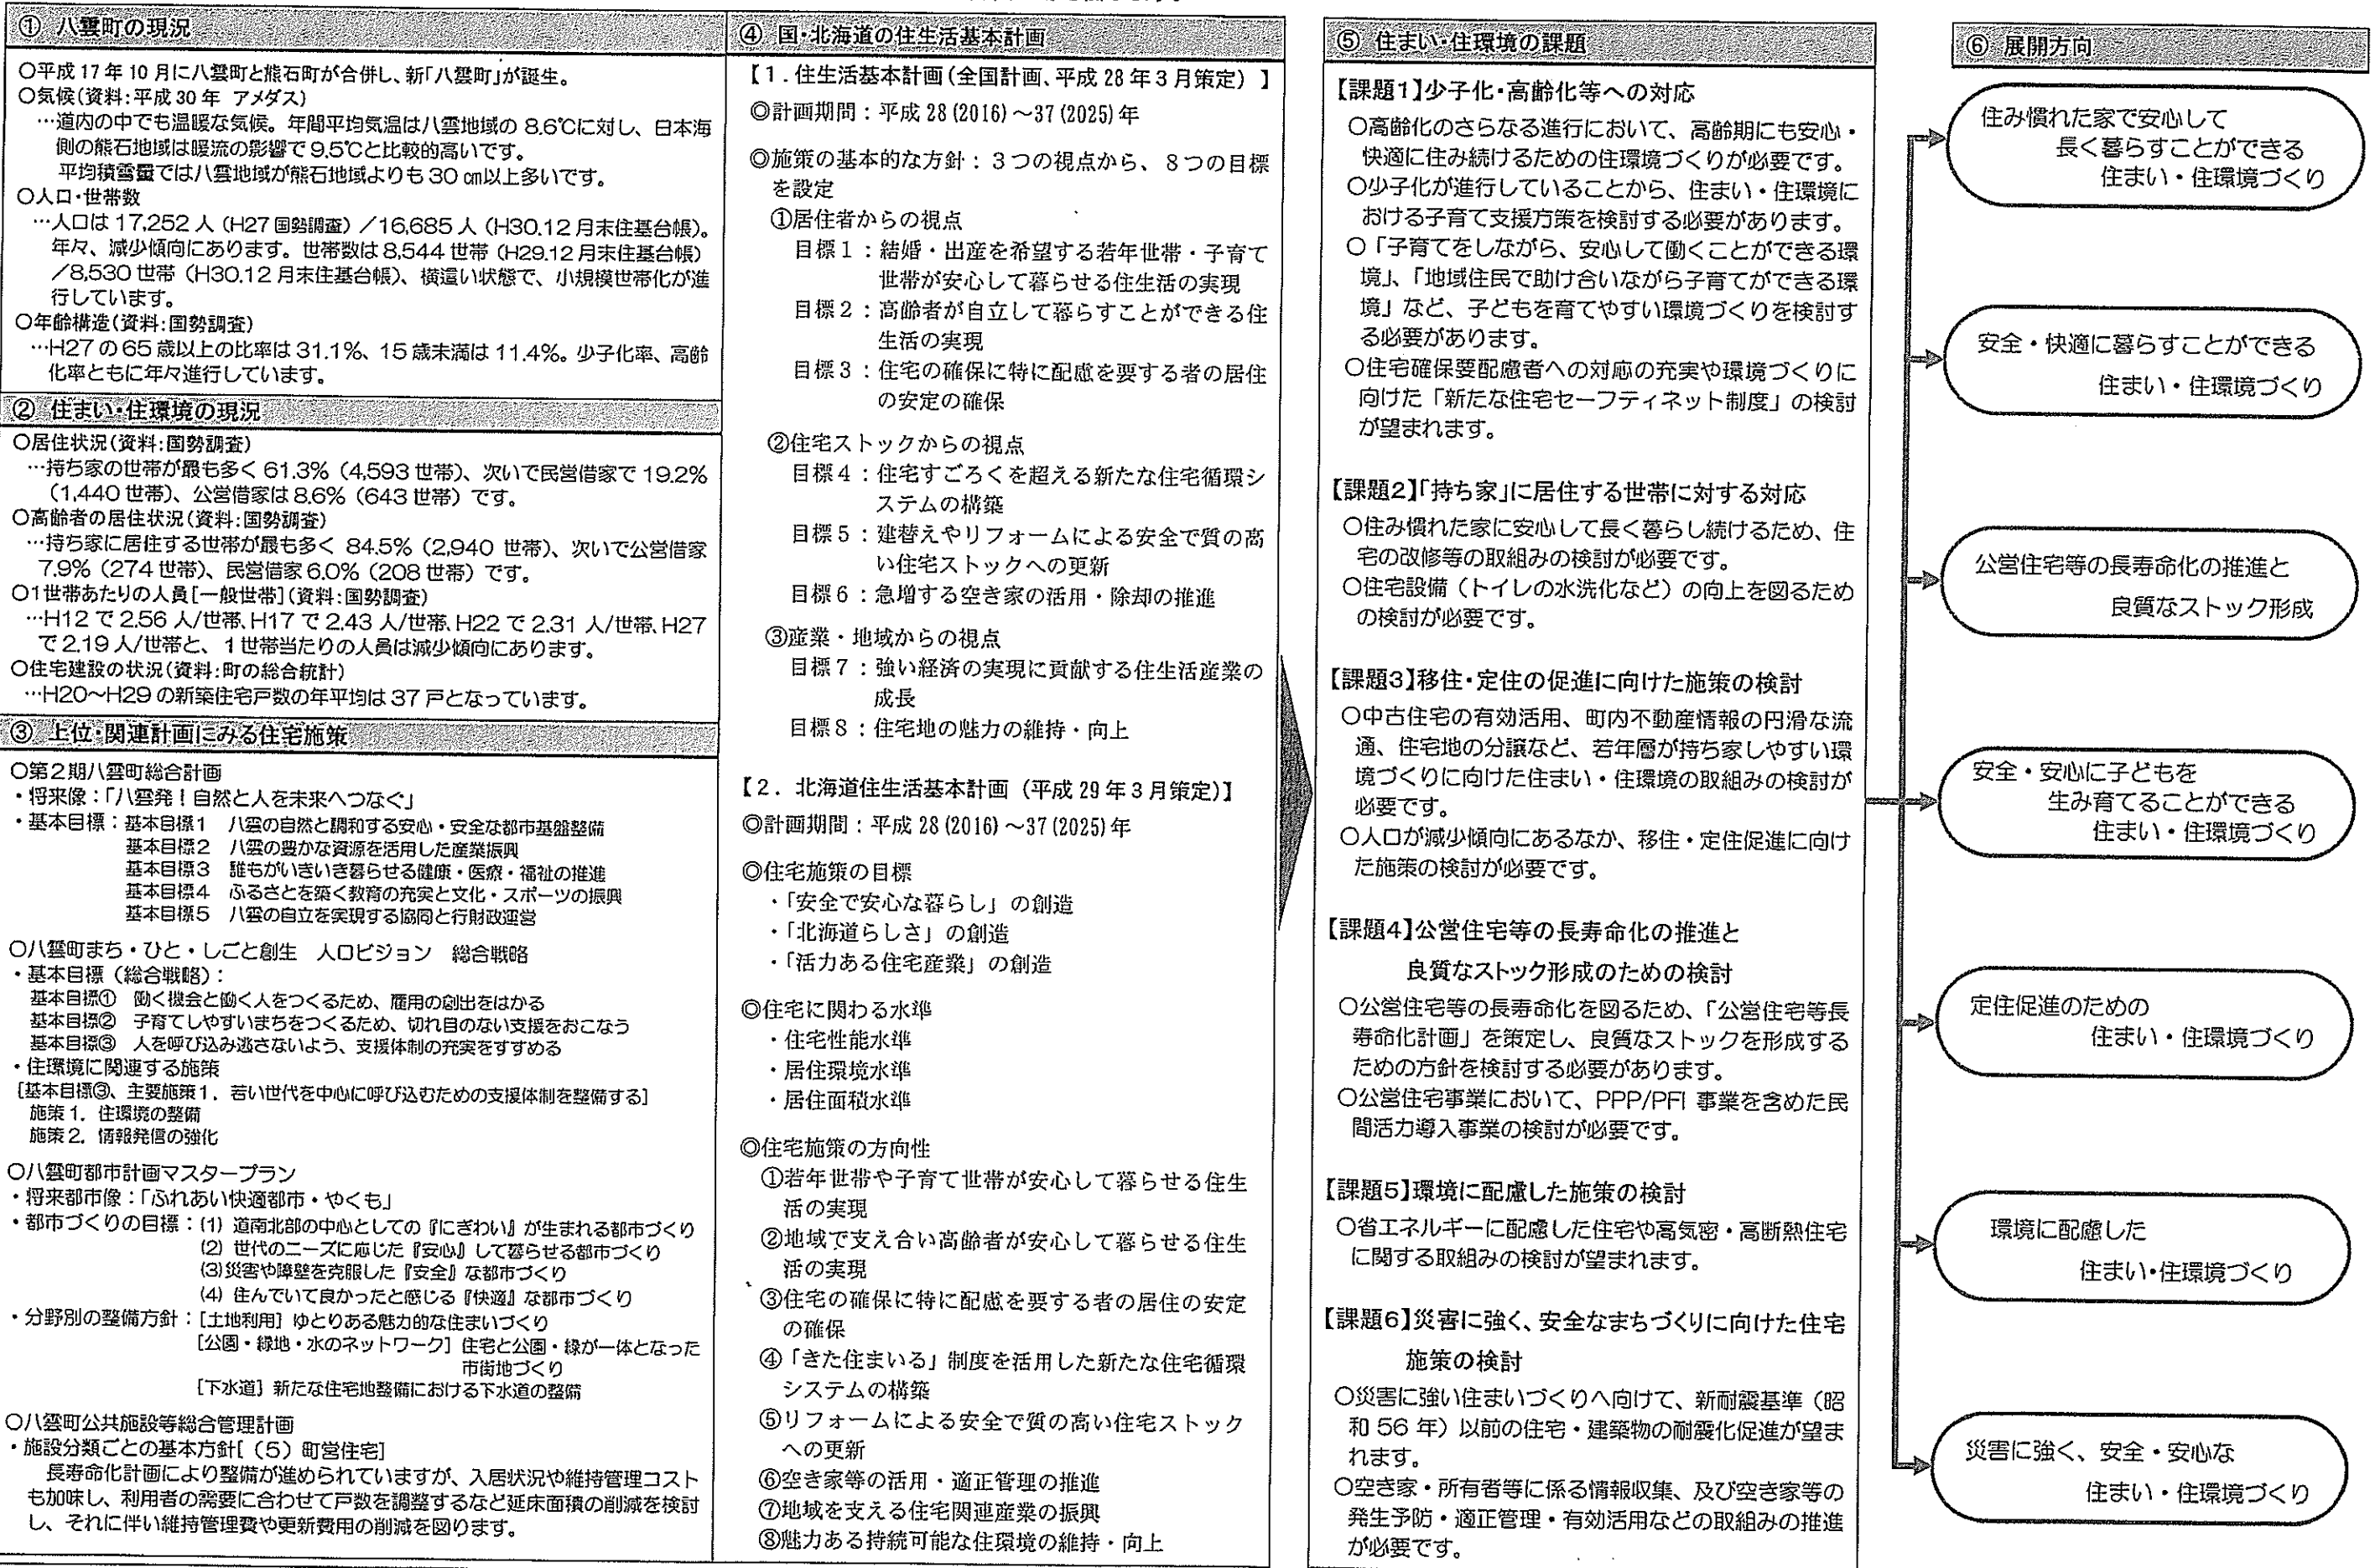 ① 八雲町の現況
○平成 17 年 10 月に八雲町と熊石町が合併し、新「八雲町」が誕生。
○気候(資料:平成 30 年 アメダス)
…道内の中でも温暖な気候。年間平均気温は八雲地域の 8.6℃に対し、日本海
側の熊石地域は暖流の影響で 9.5℃と比較的高いです。
平均積雪量では八雲地域が熊石地域よりも 30 ㎝以上多いです。
○人口・世帯数
…人口は 17,252 人（H27 国勢調査）／16,685 人（H30.12 月末住基台帳）。
年々、減少傾向にあります。世帯数は 8,544 世帯（H29.12 月末住基台帳）
／8,530 世帯（H30.12 月末住基台帳）、横這い状態で、小規模世帯化が進
行しています。
○年齢構造(資料:国勢調査)
…H27 の 65 歳以上の比率は 31.1%、15 歳未満は 11.4%。少子化率、高齢
化率ともに年々進行しています。
② 住まい・住環境の現況
○居住状況(資料:国勢調査)
…持ち家の世帯が最も多く 61.3%（4,593 世帯）、次いで民営借家で 19.2%
（1,440 世帯）、公営借家は 8.6%（643 世帯）です。
○高齢者の居住状況(資料:国勢調査)
…持ち家に居住する世帯が最も多く 84.5%（2,940 世帯）、次いで公営借家
7.9%（274 世帯）、民営借家 6.0%（208 世帯）です。
○1世帯あたりの人員[一般世帯](資料:国勢調査)
…H12 で 2.56 人/世帯、H17 で 2.43 人/世帯、H22 で 2.31 人/世帯、H27
で 2.19 人/世帯と、1 世帯当たりの人員は減少傾向にあります。
○住宅建設の状況(資料:町の総合統計)
…H20～H29 の新築住宅戸数の年平均は 37 戸となっています。
③ 上位・関連計画にみる住宅施策
○第２期八雲町総合計画
・将来像：「八雲発！自然と人を未来へつなぐ」
・基本目標：基本目標１ 八雲の自然と調和する安心・安全な都市基盤整備
基本目標２ 八雲の豊かな資源を活用した産業振興
基本目標３ 誰もがいきいき暮らせる健康・医療・福祉の推進
基本目標４ ふるさとを築く教育の充実と文化・スポーツの振興
基本目標５ 八雲の自立を実現する協同と行財政運営
○八雲町まち・ひと・しごと創生 人口ビジョン 総合戦略
・基本目標（総合戦略）：
基本目標① 働く機会と働く人をつくるため、雇用の創出をはかる
基本目標② 子育てしやすいまちをつくるため、切れ目のない支援をおこなう
基本目標③ 人を呼び込み逃さないよう、支援体制の充実をすすめる
・住環境に関連する施策
[基本目標③、主要施策１．若い世代を中心に呼び込むための支援体制を整備する]
施策１．住環境の整備
施策２．情報発信の強化
○八雲町都市計画マスタープラン
・将来都市像：「ふれあい快適都市・やくも」
・都市づくりの目標：(1) 道南北部の中心としての『にぎわい』が生まれる都市づくり
(2) 世代のニーズに応じた『安心』して暮らせる都市づくり
(3)災害や障壁を克服した『安全』な都市づくり
(4) 住んでいて良かったと感じる『快適』な都市づくり
・分野別の整備方針：[土地利用] ゆとりある魅力的な住まいづくり
[公園・緑地・水のネットワーク] 住宅と公園・緑が一体となった
市街地づくり
[下水道] 新たな住宅地整備における下水道の整備
○八雲町公共施設等総合管理計画
・施設分類ごとの基本方針[（5）町営住宅]
長寿命化計画により整備が進められていますが、入居状況や維持管理コスト
も加味し、利用者の需要に合わせて戸数を調整するなど延床面積の削減を検討
し、それに伴い維持管理費や更新費用の削減を図ります。
④ 国・北海道の住生活基本計画
【１．住生活基本計画（全国計画、平成 28 年３月策定）】
◎計画期間：平成 28 (2016)～37 (2025) 年
◎施策の基本的な方針：３つの視点から、８つの目標
を設定
①居住者からの視点
目標１：結婚・出産を希望する若年世帯・子育て
世帯が安心して暮らせる住生活の実現
目標２：高齢者が自立して暮らすことができる住
生活の実現
目標３：住宅の確保に特に配慮を要する者の居住
の安定の確保
②住宅ストックからの視点
目標４：住宅すごろくを超える新たな住宅循環シ
ステムの構築
目標５：建替えやリフォームによる安全で質の高
い住宅ストックへの更新
目標６：急増する空き家の活用・除却の推進
③産業・地域からの視点
目標７：強い経済の実現に貢献する住生活産業の
成長
目標８：住宅地の魅力の維持・向上
【２．北海道住生活基本計画（平成 29 年３月策定）】
◎計画期間：平成 28 (2016)～37 (2025) 年
◎住宅施策の目標
・「安全で安心な暮らし」の創造
・「北海道らしさ」の創造
・「活力ある住宅産業」の創造
◎住宅に関わる水準
・住宅性能水準
・居住環境水準
・居住面積水準
◎住宅施策の方向性
①若年世帯や子育て世帯が安心して暮らせる住生
活の実現
②地域で支え合い高齢者が安心して暮らせる住生
活の実現
③住宅の確保に特に配慮を要する者の居住の安定
の確保
④「きた住まいる」制度を活用した新たな住宅循環
システムの構築
⑤リフォームによる安全で質の高い住宅ストック
への更新
⑥空き家等の活用・適正管理の推進
⑦地域を支える住宅関連産業の振興
⑧魅力ある持続可能な住環境の維持・向上
⑤ 住まい・住環境の課題
【課題１】少子化・高齢化等への対応
○高齢化のさらなる進行において、高齢期にも安心・
快適に住み続けるための住環境づくりが必要です。
○少子化が進行していることから、住まい・住環境に
おける子育て支援方策を検討する必要があります。
○「子育てをしながら、安心して働くことができる環
境」、「地域住民で助け合いながら子育てができる環
境」など、子どもを育てやすい環境づくりを検討す
る必要があります。
○住宅確保要配慮者への対応の充実や環境づくりに
向けた「新たな住宅セーフティネット制度」の検討
が望まれます。
【課題２】「持ち家」に居住する世帯に対する対応
○住み慣れた家に安心して長く暮らし続けるため、住
宅の改修等の取組みの検討が必要です。
○住宅設備（トイレの水洗化など）の向上を図るため
の検討が必要です。
【課題３】移住・定住の促進に向けた施策の検討
○中古住宅の有効活用、町内不動産情報の円滑な流
通、住宅地の分譲など、若年層が持ち家しやすい環
境づくりに向けた住まい・住環境の取組みの検討が
必要です。
○人口が減少傾向にあるなか、移住・定住促進に向け
た施策の検討が必要です。
【課題４】公営住宅等の長寿命化の推進と
良質なストック形成のための検討
○公営住宅等の長寿命化を図るため、「公営住宅等長
寿命化計画」を策定し、良質なストックを形成する
ための方針を検討する必要があります。
○公営住宅事業において、PPP/PFI 事業を含めた民
間活力導入事業の検討が必要です。
【課題５】環境に配慮した施策の検討
○省エネルギーに配慮した住宅や高気密・高断熱住宅
に関する取組みの検討が望まれます。
【課題６】災害に強く、安全なまちづくりに向けた住宅
施策の検討
○災害に強い住まいづくりへ向けて、新耐震基準（昭
和 56 年）以前の住宅・建築物の耐震化促進が望ま
れます。
○空き家・所有者等に係る情報収集、及び空き家等の
発生予防・適正管理・有効活用などの取組みの推進
が必要です。
⑥ 展開方向
住み慣れた家で安心して
長く暮らすことができる
住まい・住環境づくり
安全・快適に暮らすことができる
住まい・住環境づくり
公営住宅等の長寿命化の推進と
良質なストック形成
安全・安心に子どもを
生み育てることができる
住まい・住環境づくり
定住促進のための
住まい・住環境づくり
環境に配慮した
住まい・住環境づくり
災害に強く、安全・安心な
住まい・住環境づくり